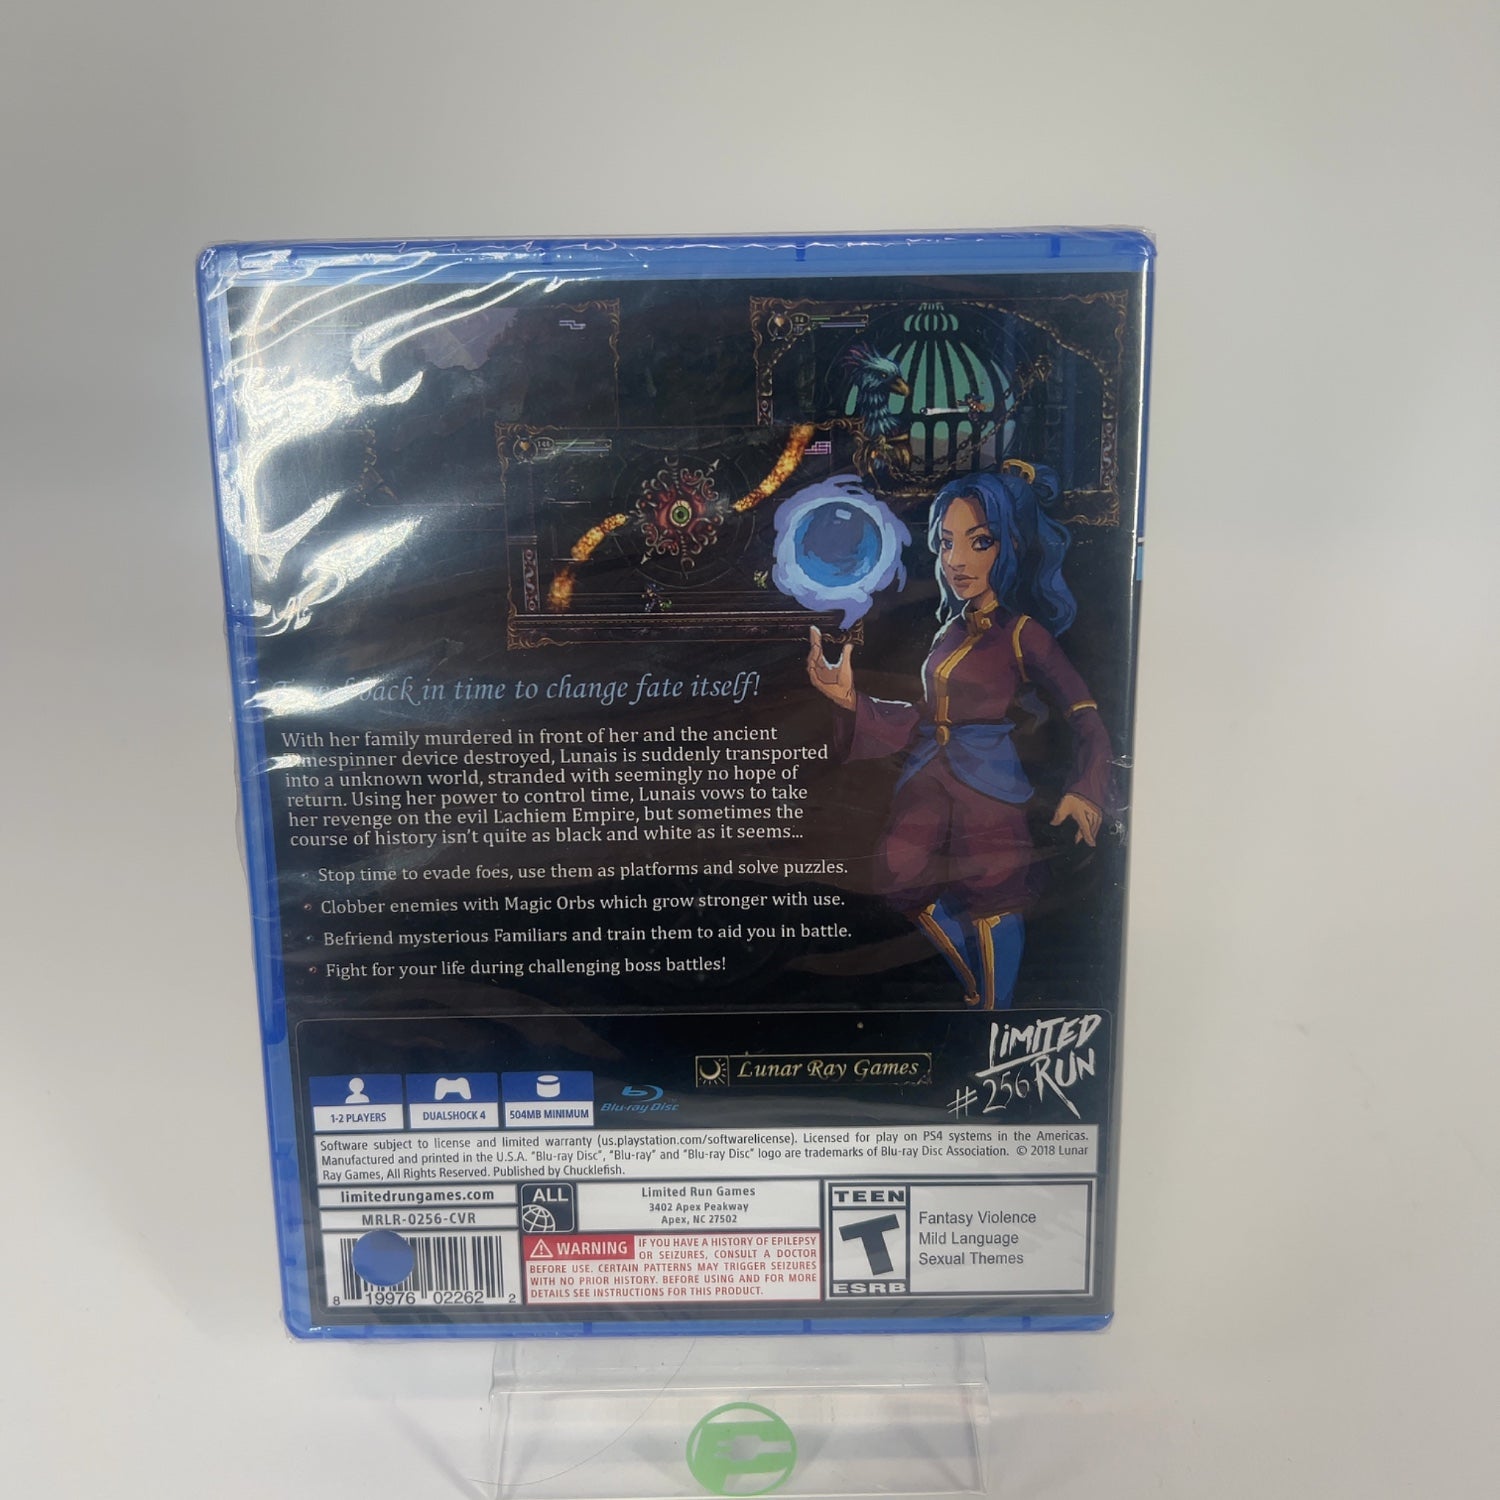 back in time to change fate itself!
With her family murdered in front of her and the ancient
Timespinner device destroyed, Lunais is suddenly transported
into a unknown world, stranded with seemingly no hope of
return. Using her power to control time, Lunais vows to take
her revenge on the evil Lachiem Empire, but sometimes the
course of history isn't quite as black and white as it seems...
Stop time to evade foes, use them as platforms and solve puzzles.
Clobber enemies with Magic Orbs which grow stronger with use.
Befriend mysterious Familiars and train them to aid you in battle.
Fight for your life during challenging boss battles!
LIMITED
RUN
#256
Lunar Ray Games
1-2 PLAYERS
DUALSHOCK 4
504MB MINIMUM
Blu-ray Disc
Software subject to license and limited warranty (us.playstation.com/softwarelicense). Licensed for play on PS4 systems in the Americas.
Manufactured and printed in the U.S.A. "Blu-ray Disc", "Blu-ray" and "Blu-ray Disc" logo are trademarks of Blu-ray Disc Association. © 2018 Lunar
Ray Games, All Rights Reserved. Published by Chucklefish.
limitedrungames.com
MRLR-0256-CVR
8 19976 02262 2
ALL
Limited Run Games
3402 Apex Peakway
Apex, NC 27502
WARNING IF YOU HAVE A HISTORY OF EPILEPSY
OR SEIZURES, CONSULT A DOCTOR
BEFORE USE. CERTAIN PATTERNS MAY TRIGGER SEIZURES
WITH NO PRIOR HISTORY. BEFORE USING AND FOR MORE
DETAILS SEE INSTRUCTIONS FOR THIS PRODUCT.
TEEN
T
ESRB
Fantasy Violence
Mild Language
Sexual Themes